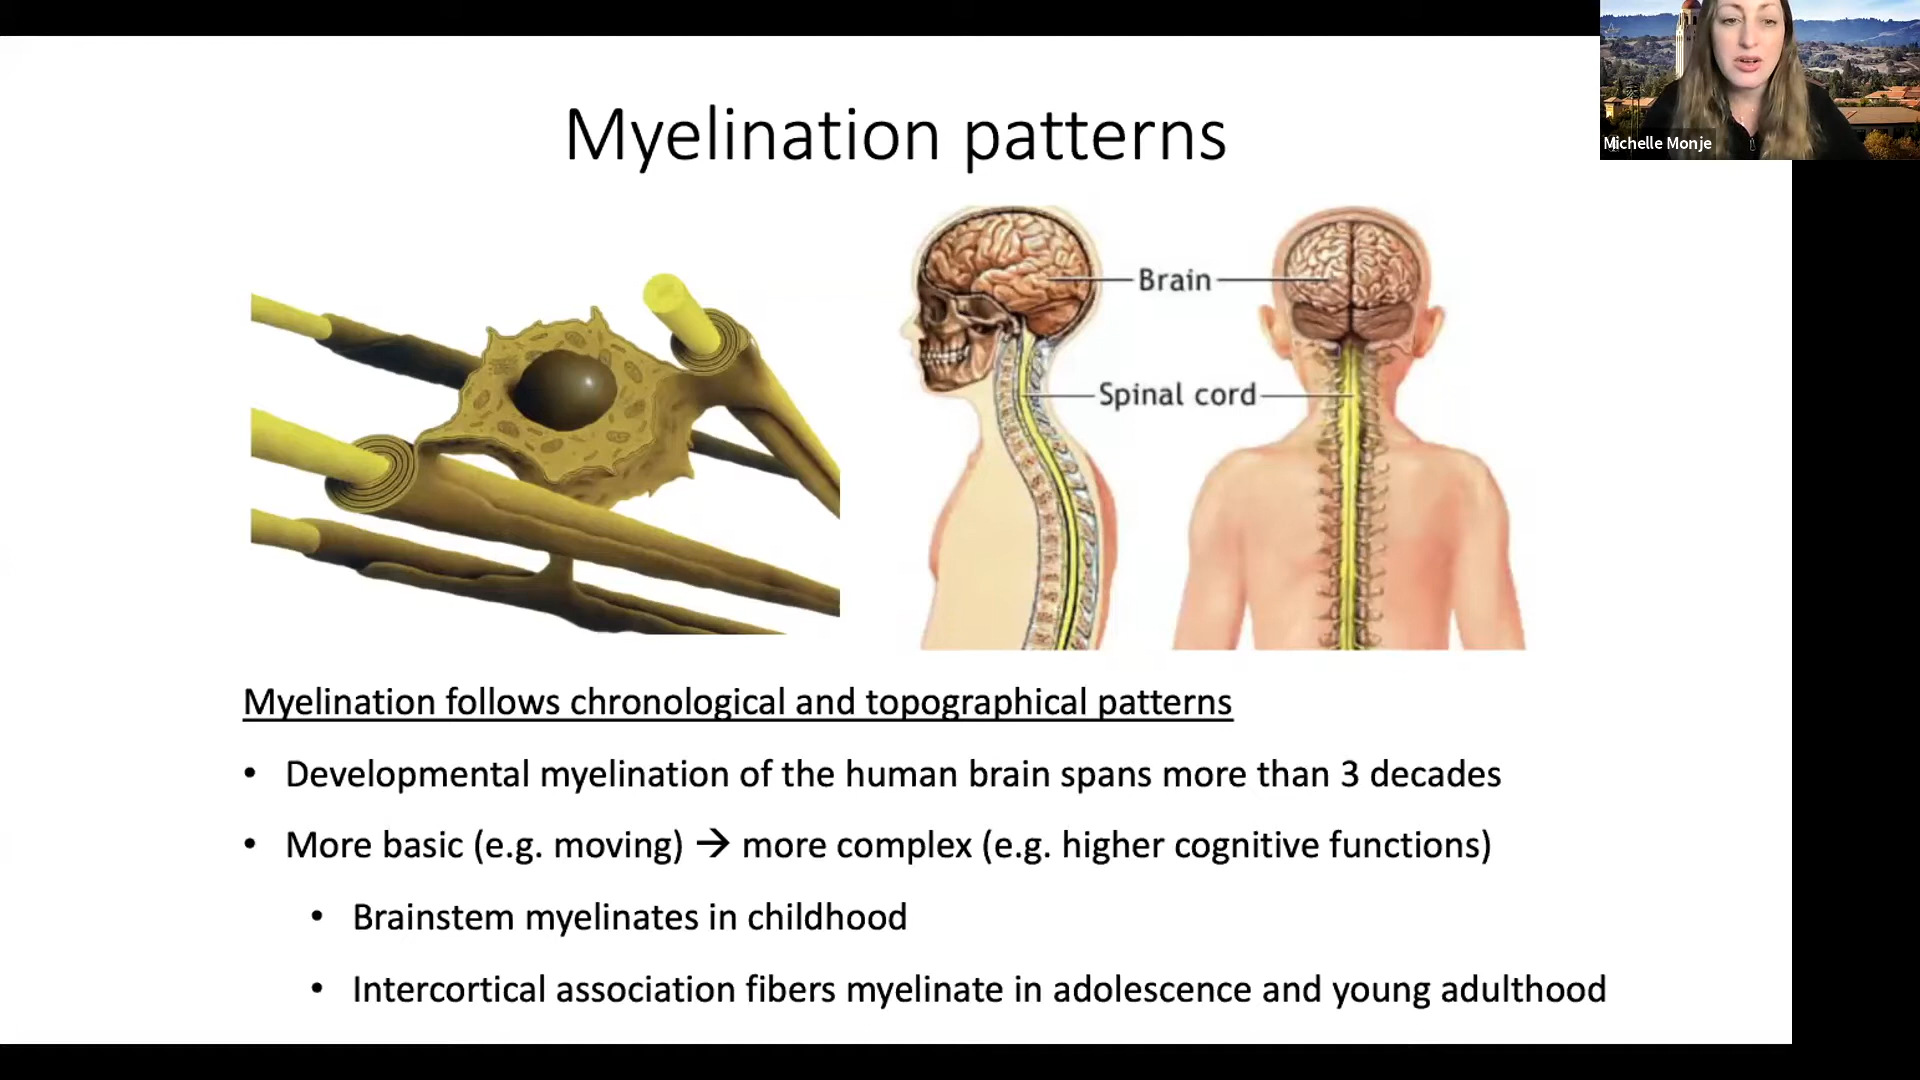 Michelle Monje
Myelination patterns
Brain
Spinal cord
Myelination follows chronological and topographical patterns
• Developmental myelination of the human brain spans more than 3 decades
• More basic (e.g. moving) → more complex (e.g. higher cognitive functions)
• Brainstem myelinates in childhood
• Intercortical association fibers myelinate in adolescence and young adulthood